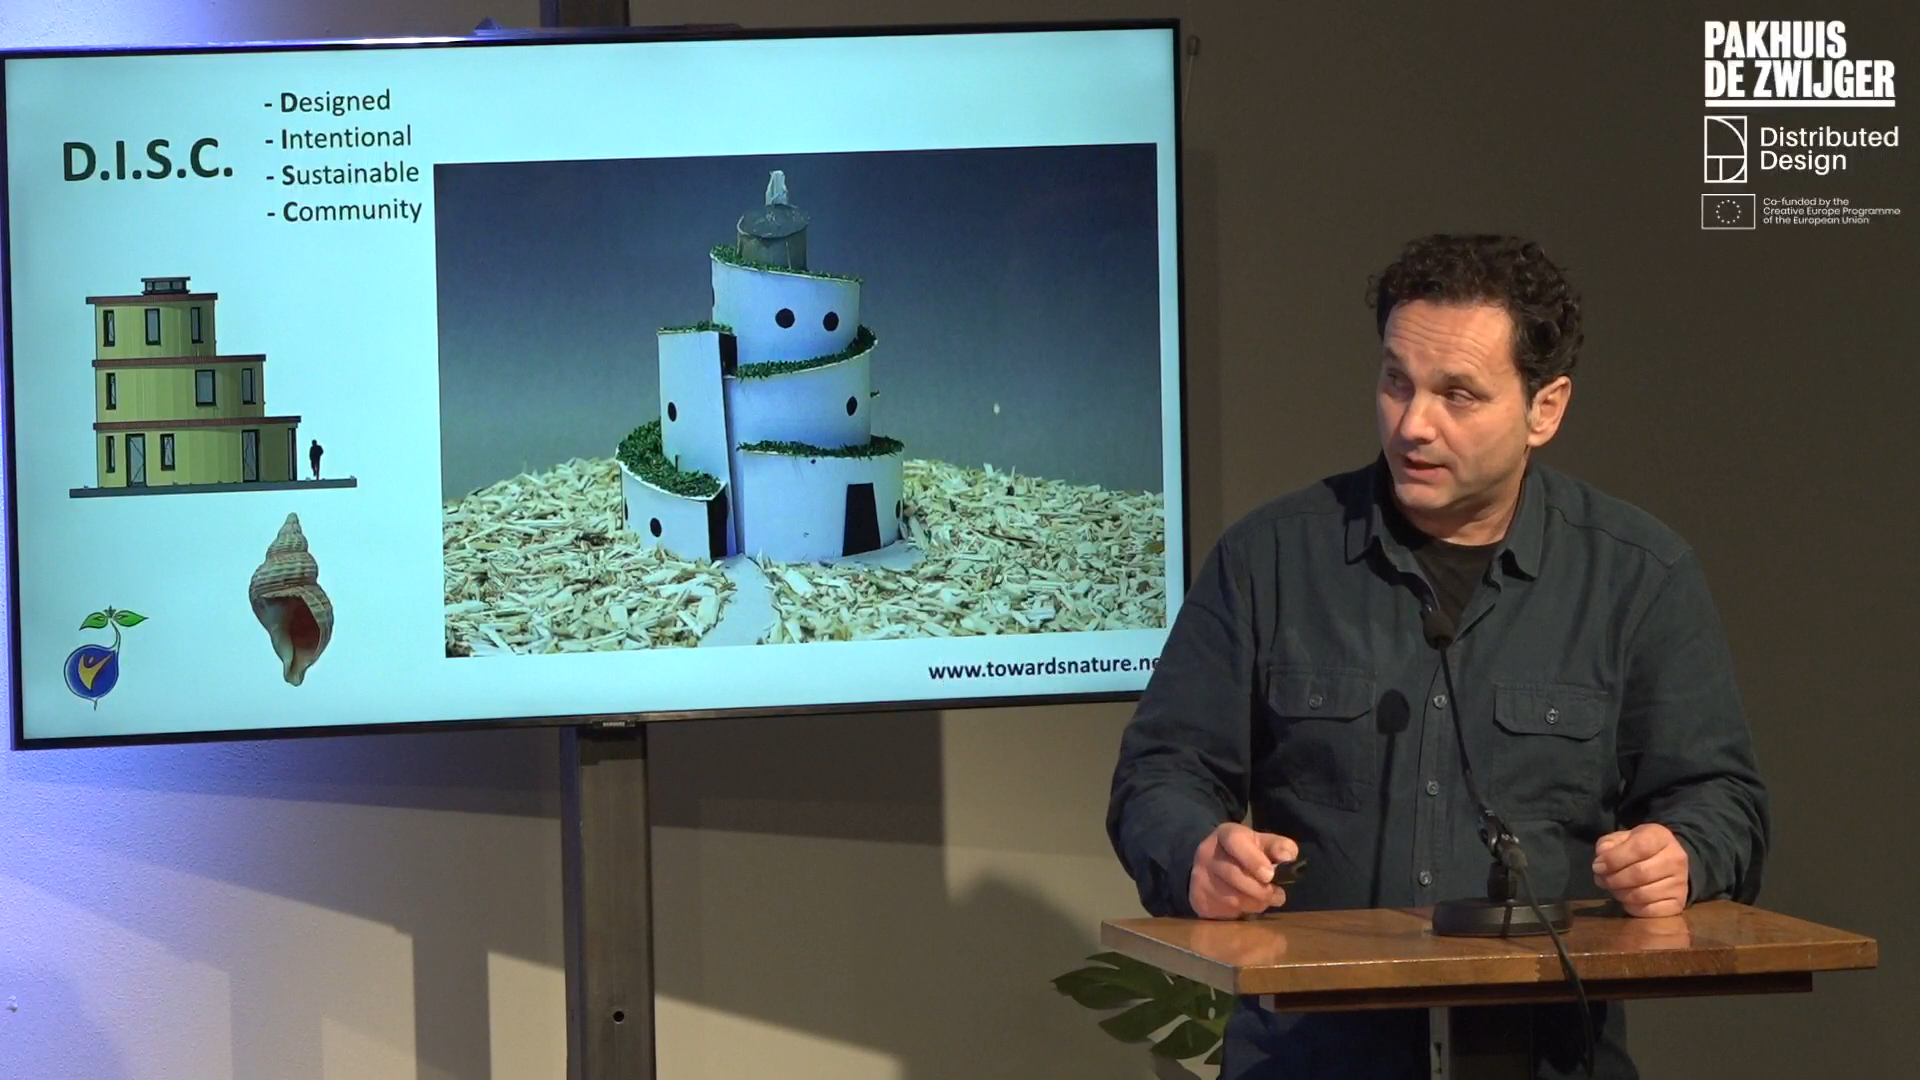 D.I.S.C.
- Designed
- Intentional
- Sustainable
- Community
www.towardsnature.ne
PAKHUIS
DE ZWIJGER
Distributed
Design
Co-funded by the
Creative Europe Programme
of the European Union
SAMSUNG